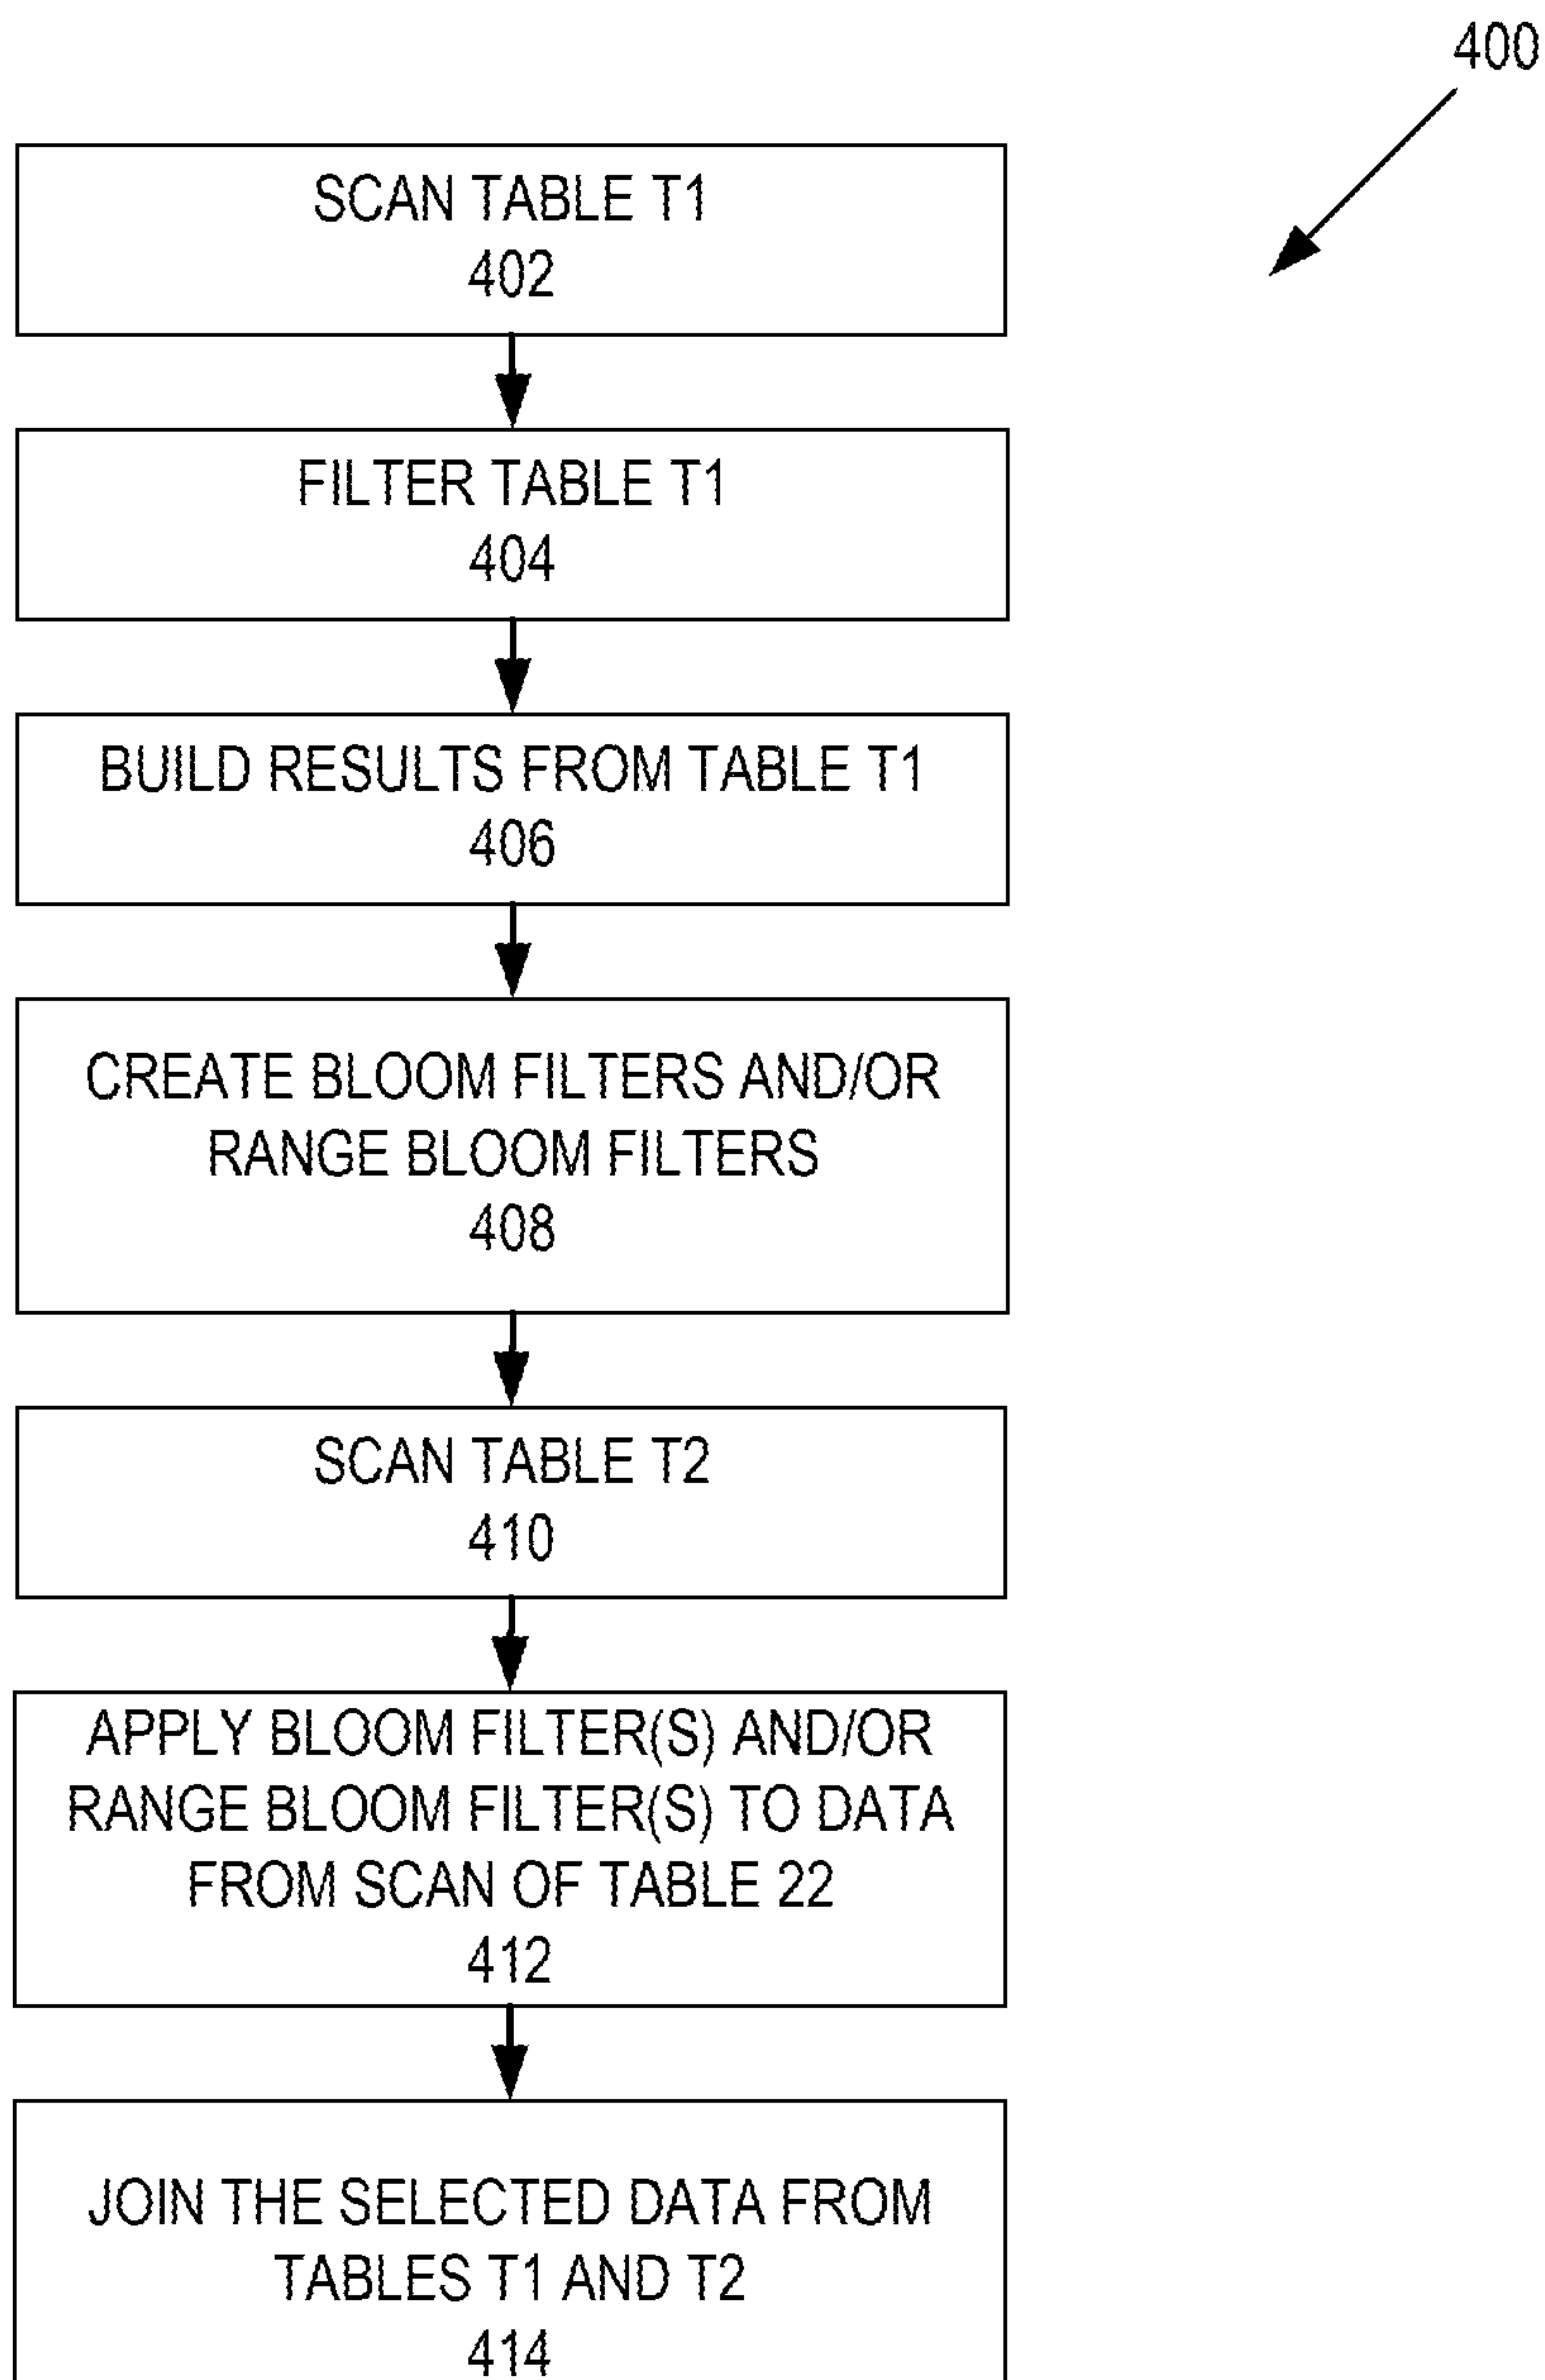 400
SCAN TABLE T1
402
FILTER TABLE T1
404
BUILD RESULTS FROM TABLE T1
406
CREATE BLOOM FILTERS AND/OR
RANGE BLOOM FILTERS
408
SCAN TABLE T2
410
APPLY BLOOM FILTER(S) AND/OR
RANGE BLOOM FILTER(S) TO DATA
FROM SCAN OF TABLE 22
412
JOIN THE SELECTED DATA FROM
TABLES T1 AND T2
414